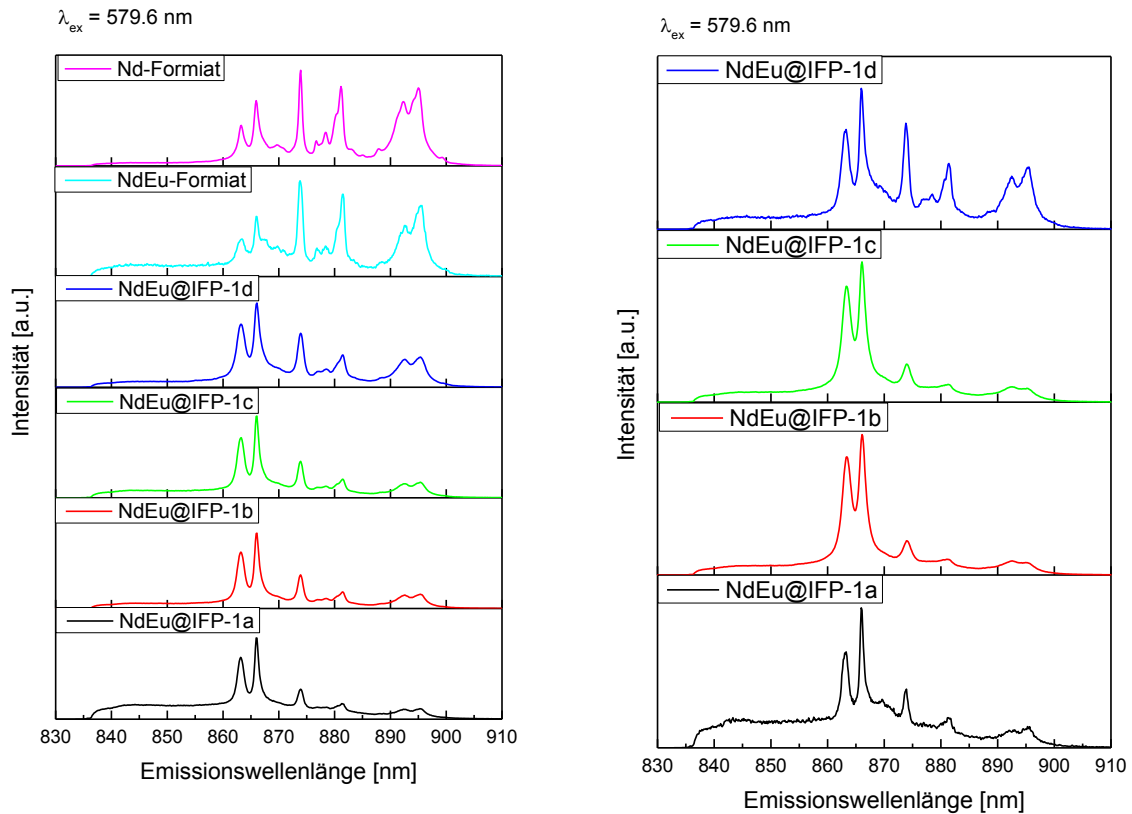 λex = 579.6 nm
Nd-Formiat
NdEu-Formiat
NdEu@IFP-1d
NdEu@IFP-1c
NdEu@IFP-1b
NdEu@IFP-1a
Intensität [a.u.]
830 840 850 860 870 880 890 900 910
Emissionswellenlänge [nm]
λex = 579.6 nm
NdEu@IFP-1d
NdEu@IFP-1c
NdEu@IFP-1b
NdEu@IFP-1a
Intensität [a.u.]
830 840 850 860 870 880 890 900 910
Emissionswellenlänge [nm]